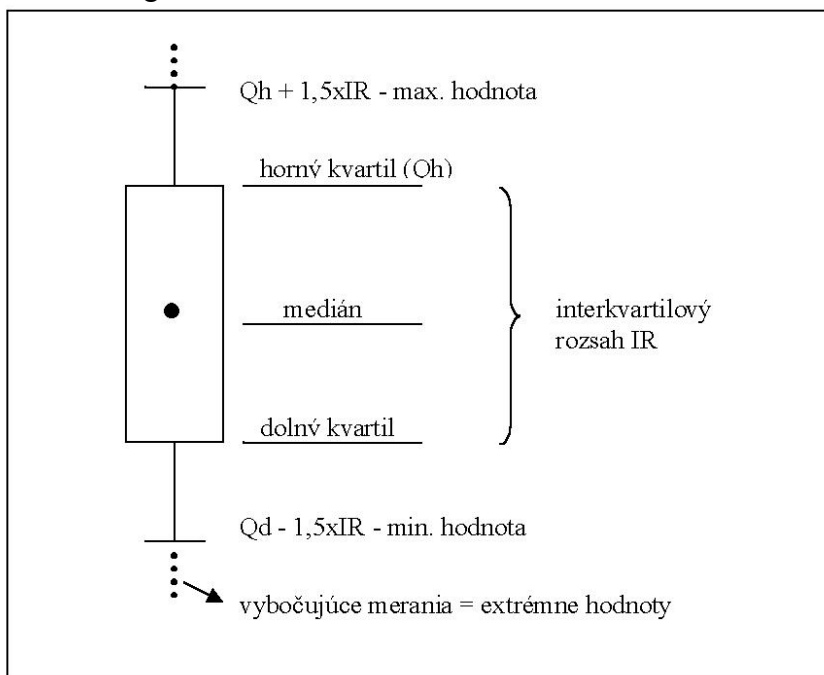 Qh + 1,5xIR - max. hodnota
horný kvartil (Qh)
medián
interkvartilový
rozsah IR
dolný kvartil
Qd - 1,5xIR - min. hodnota
vybočujúce merania = extrémne hodnoty